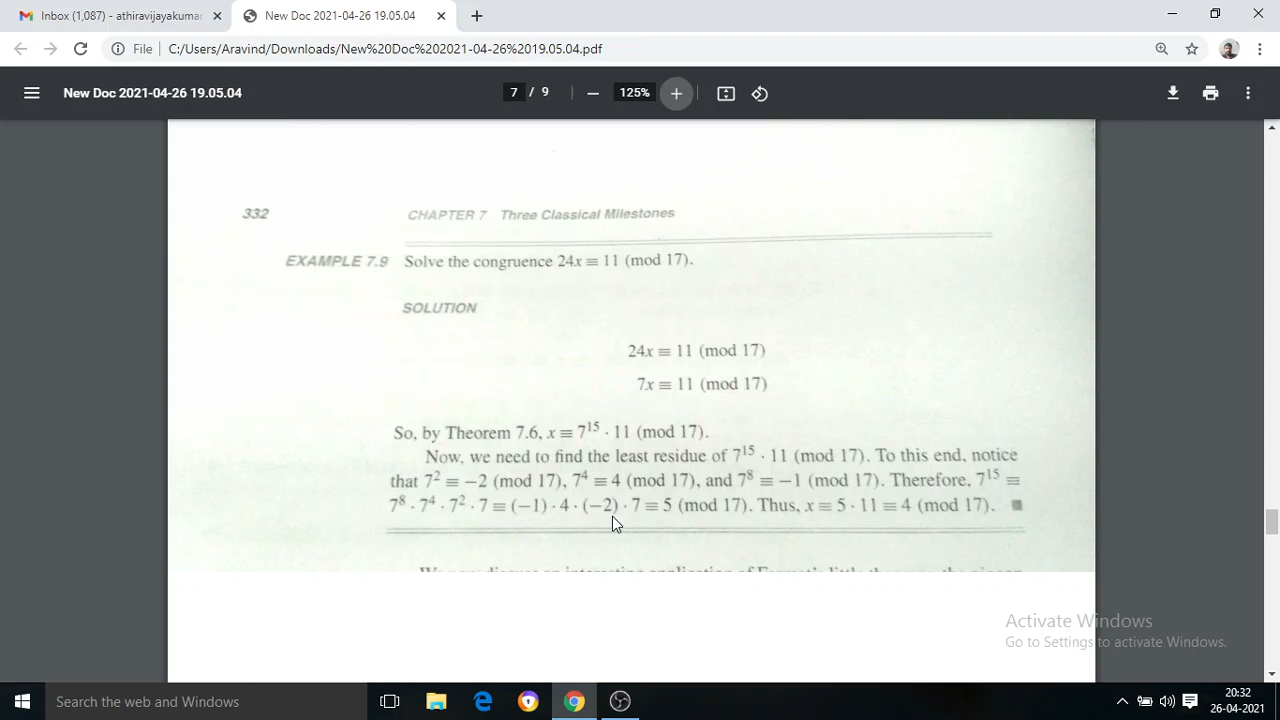 Inbox (1,087) - athiravijayakumar
New Doc 2021-04-26 19.05.04
File
C:/Users/Aravind/Downloads/New%20Doc%202021-04-26%2019.05.04.pdf
New Doc 2021-04-26 19.05.04
7 / 9
125%
332
CHAPTER 7 Three Classical Milestones
EXAMPLE 7.9 Solve the congruence 24x ≡ 11 (mod 17).
SOLUTION
24x ≡ 11 (mod 17)
7x ≡ 11 (mod 17)
So, by Theorem 7.6, x ≡ 7¹⁵ · 11 (mod 17).
Now, we need to find the least residue of 7¹⁵ · 11 (mod 17). To this end, notice
that 7² ≡ −2 (mod 17), 7⁴ ≡ 4 (mod 17), and 7⁸ ≡ −1 (mod 17). Therefore, 7¹⁵ ≡
7⁸ · 7⁴ · 7² · 7 ≡ (−1) · 4 · (−2) · 7 ≡ 5 (mod 17). Thus, x ≡ 5 · 11 ≡ 4 (mod 17). ■
Activate Windows
Go to Settings to activate Windows.
Search the web and Windows
20:32
26-04-2021